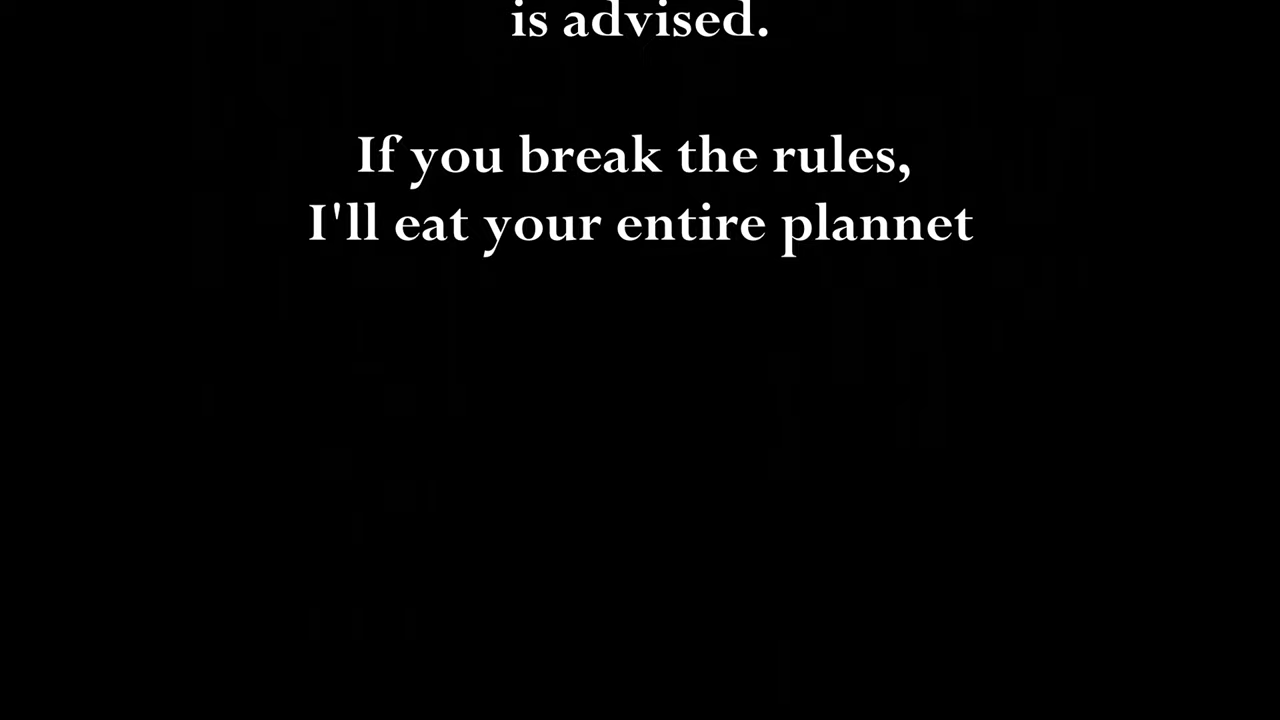 is advised.
If you break the rules,
I'll eat your entire plannet